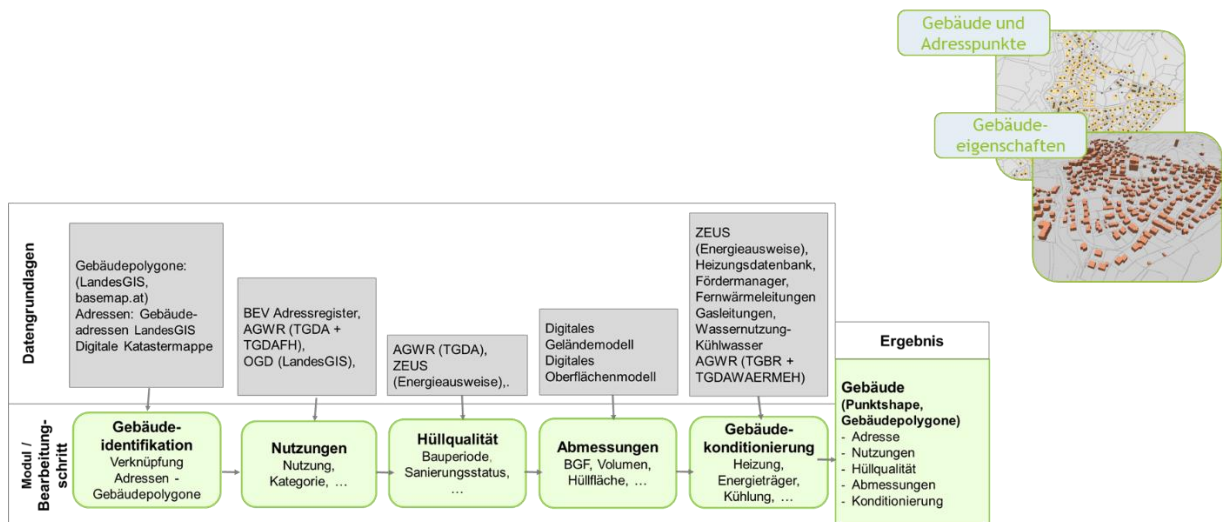 Gebäude und
Adresspunkte
Gebäude-
eigenschaften
Datengrundlagen
Gebäudepolygone:
(LandesGIS,
basemap.at)
Adressen: Gebäude-
adressen LandesGIS
Digitale Katastermappe
BEV Adressregister,
AGWR (TGDA +
TGDAFH),
OGD (LandesGIS),
AGWR (TGDA),
ZEUS
(Energieausweise),.
Digitales
Geländemodell
Digitales
Oberflächenmodell
ZEUS
(Energieausweise),
Heizungsdatenbank,
Fördermanager,
Fernwärmeleitungen
Gasleitungen,
Wassernutzung-
Kühlwasser
AGWR (TGBR +
TGDAWAERMEH)
Modul /
Bearbeitung-
schritt
Gebäude-
identifikation
Verknüpfung
Adressen -
Gebäudepolygone
Nutzungen
Nutzung,
Kategorie, …
Hüllqualität
Bauperiode,
Sanierungsstatus,
…
Abmessungen
BGF, Volumen,
Hüllfläche, …
Gebäude-
konditionierung
Heizung,
Energieträger,
Kühlung, …
Ergebnis
Gebäude
(Punktshape,
Gebäudepolygone)
- Adresse
- Nutzungen
- Hüllqualität
- Abmessungen
- Konditionierung